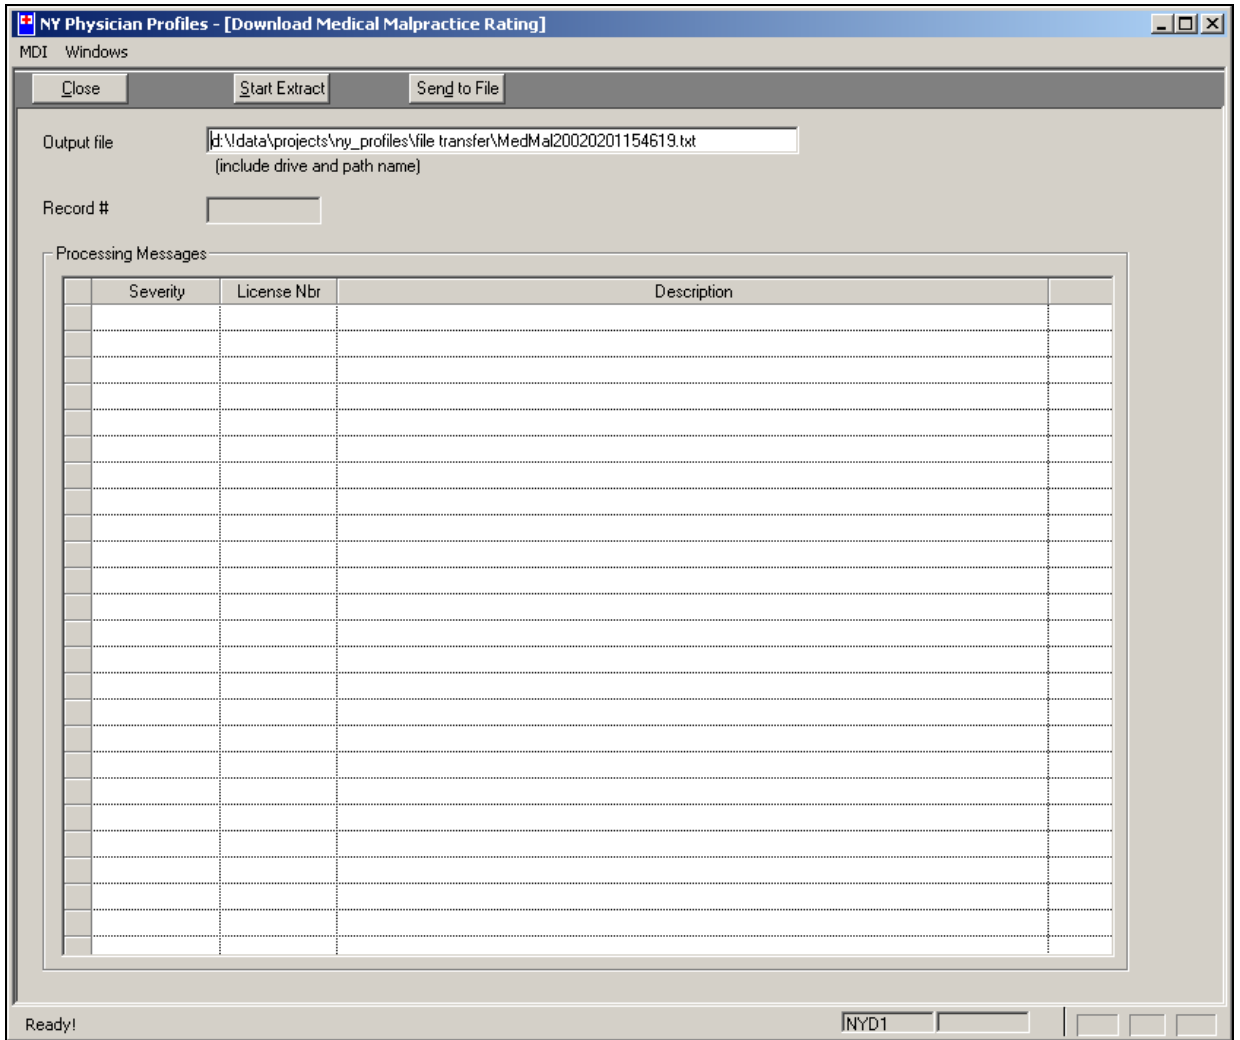 NY Physician Profiles - [Download Medical Malpractice Rating]
MDI Windows
Close Start Extract Send to File
Output file d:\!data\projects\ny_profiles\file transfer\MedMal20020201154619.txt
(include drive and path name)
Record #
Processing Messages
Severity License Nbr Description
Ready! NYD1